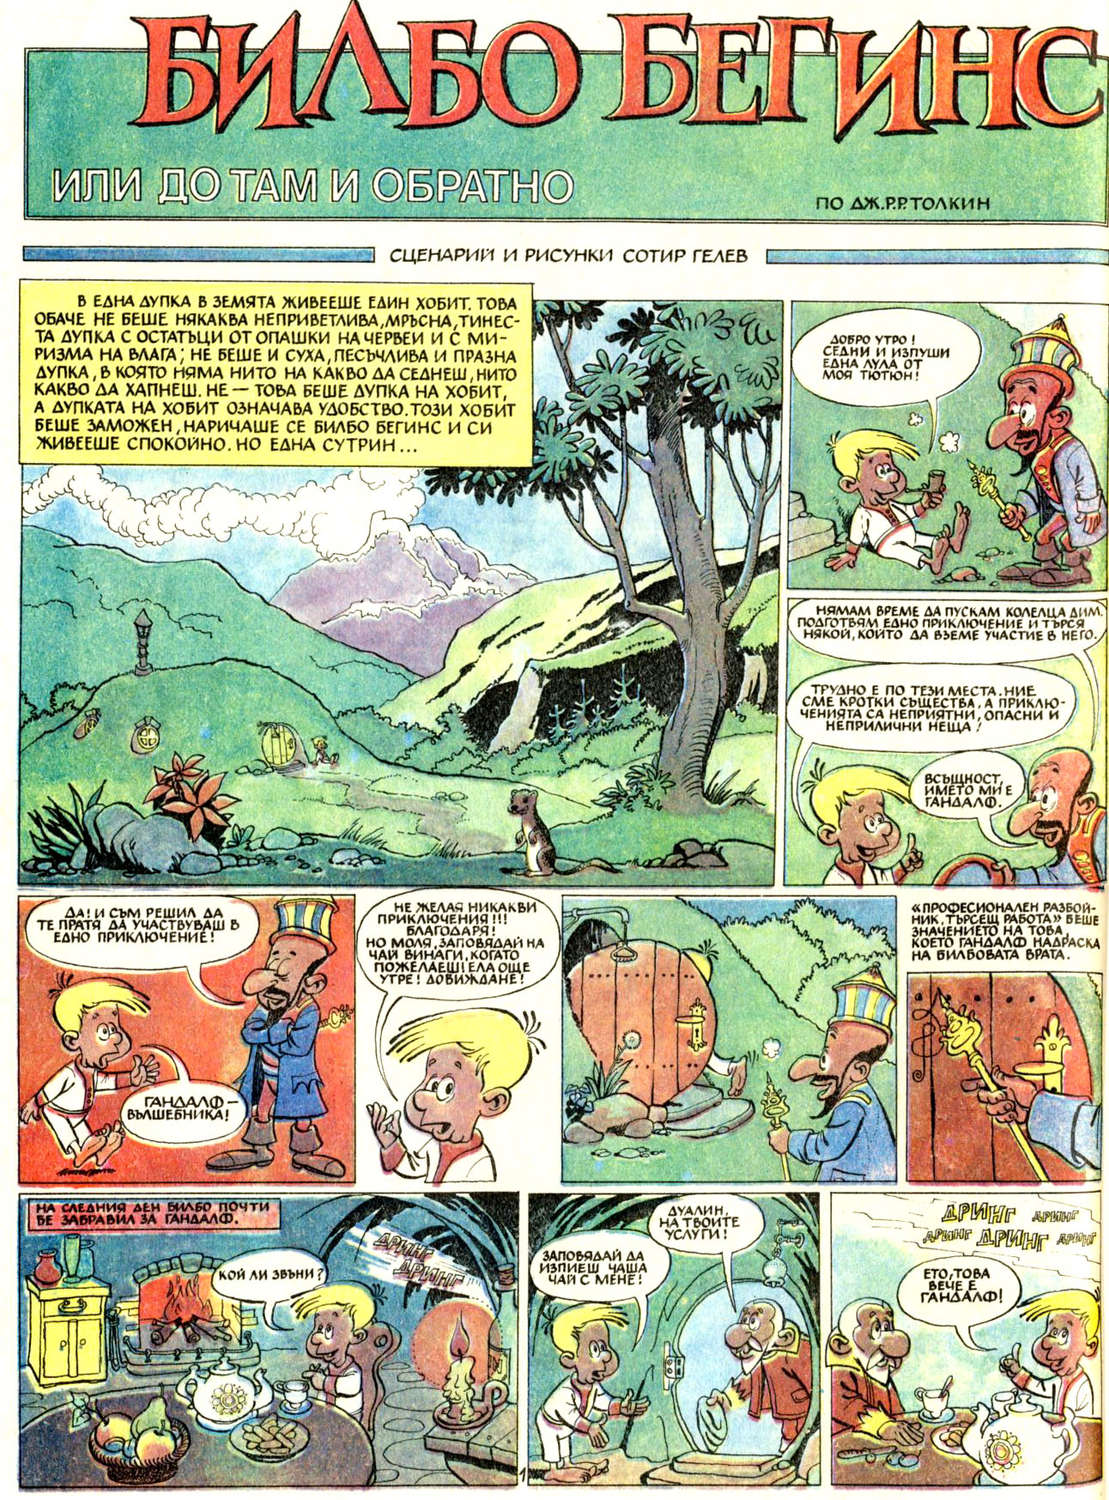 БИЛБО БЕГИНС
ИЛИ ДО ТАМ И ОБРАТНО
ПО ДЖ.Р.Р.ТОЛКИН
СЦЕНАРИЙ И РИСУНКИ СОТИР ГЕЛЕВ
В ЕДНА ДУПКА В ЗЕМЯТА ЖИВЕЕШЕ ЕДИН ХОБИТ. ТОВА
ОБАЧЕ НЕ БЕШЕ НЯКАКВА НЕПРИВЕТЛИВА, МРЪСНА, ТИНЕС-
ТА ДУПКА С ОСТАТЪЦИ ОТ ОПАШКИ НА ЧЕРВЕИ И С МИ-
РИЗМА НА ВЛАГА; НЕ БЕШЕ И СУХА, ПЕСЪЧЛИВА И ПРАЗНА
ДУПКА, В КОЯТО НЯМА НИТО НА КАКВО ДА СЕДНЕШ, НИТО
КАКВО ДА ХАПНЕШ. НЕ — ТОВА БЕШЕ ДУПКА НА ХОБИТ,
А ДУПКАТА НА ХОБИТ ОЗНАЧАВА УДОБСТВО. ТОЗИ ХОБИТ
БЕШЕ ЗАМОЖЕН, НАРИЧАШЕ СЕ БИЛБО БЕГИНС И СИ
ЖИВЕЕШЕ СПОКОЙНО. НО ЕДНА СУТРИН...
ДОБРО УТРО!
СЕДНИ И ИЗПУШИ
ЕДНА ЛУЛА ОТ
МОЯ ТЮТЮН!
НЯМАМ ВРЕМЕ ДА ПУСКАМ КОЛЕЛЦА ДИМ.
ПОДГОТВЯМ ЕДНО ПРИКЛЮЧЕНИЕ И ТЪРСЯ
НЯКОЙ, КОЙТО ДА ВЗЕМЕ УЧАСТИЕ В НЕГО.
ТРУДНО Е ПО ТЕЗИ МЕСТА. НИЕ
СМЕ КРОТКИ СЪЩЕСТВА, А ПРИКЛЮ-
ЧЕНИЯТА СА НЕПРИЯТНИ, ОПАСНИ И
НЕПРИЛИЧНИ НЕЩА!
ВСЪЩНОСТ,
ИМЕТО МИ Е
ГАНДАЛФ.
ДА! И СЪМ РЕШИЛ ДА
ТЕ ПРАТЯ ДА УЧАСТВУВАШ В
ЕДНО ПРИКЛЮЧЕНИЕ!
ГАНДАЛФ-
ВЪЛШЕБНИКА!
НЕ ЖЕЛАЯ НИКАКВИ
ПРИКЛЮЧЕНИЯ!!!
БЛАГОДАРЯ!
НО МОЛЯ, ЗАПОВЯДАЙ НА
ЧАЙ ВИНАГИ, КОГАТО
ПОЖЕЛАЕШ! ЕЛА ОЩЕ
УТРЕ! ДОВИЖДАНЕ!
«ПРОФЕСИОНАЛЕН РАЗБОЙ-
НИК, ТЪРСЕЩ РАБОТА» БЕШЕ
ЗНАЧЕНИЕТО НА ТОВА,
КОЕТО ГАНДАЛФ НАДРАСКА
НА БИЛБОВАТА ВРАТА.
НА СЛЕДНИЯ ДЕН БИЛБО ПОЧТИ
БЕ ЗАБРАВИЛ ЗА ГАНДАЛФ.
ДРИНГ
ДРИНГ
КОЙ ЛИ ЗВЪНИ?
ЗАПОВЯДАЙ ДА
ИЗПИЕШ ЧАША
ЧАЙ С МЕНЕ!
ДУАЛИН,
НА ТВОИТЕ
УСЛУГИ!
ДРИНГ ДРИНГ
ДРИНГ ДРИНГ ДРИНГ
ЕТО, ТОВА
ВЕЧЕ Е
ГАНДАЛФ!
1